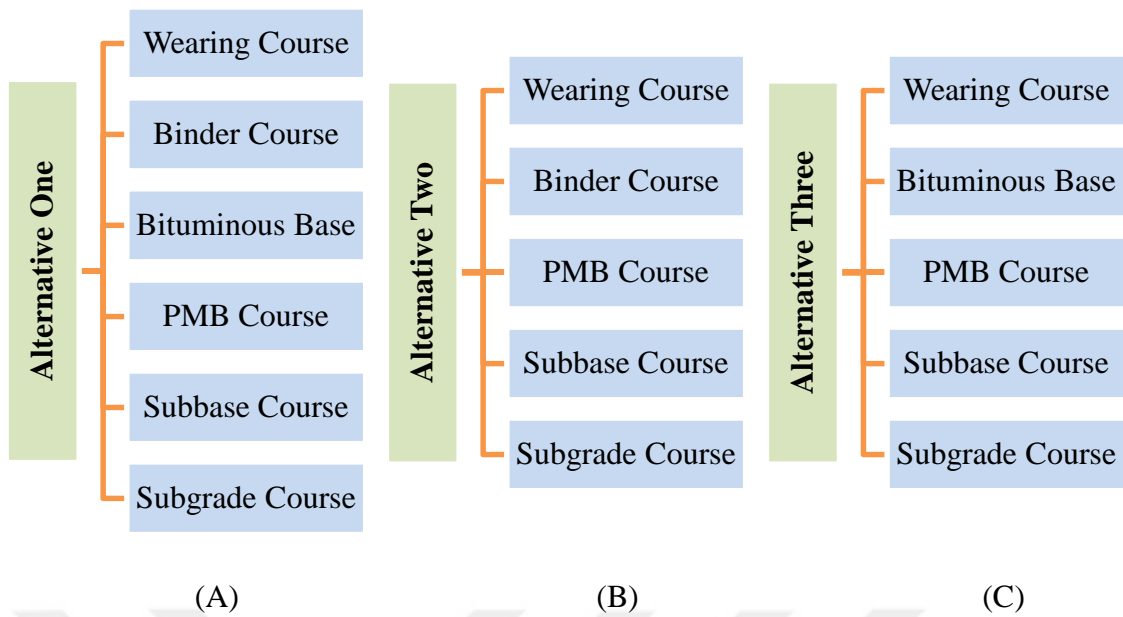 Alternative One
Wearing Course
Binder Course
Bituminous Base
PMB Course
Subbase Course
Subgrade Course
(A)
Alternative Two
Wearing Course
Binder Course
PMB Course
Subbase Course
Subgrade Course
(B)
Alternative Three
Wearing Course
Bituminous Base
PMB Course
Subbase Course
Subgrade Course
(C)